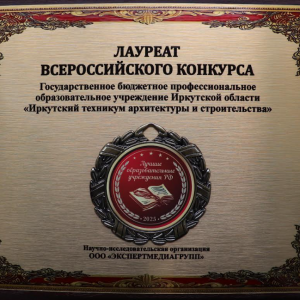 ЛАУРЕАТ
ВСЕРОССИЙСКОГО КОНКУРСА
Государственное бюджетное профессиональное
образовательное учреждение Иркутской области
«Иркутский техникум архитектуры и строительства»
Лучшие
образовательные
учреждения РФ
2023
Научно-исследовательская организация
ООО «ЭКСПЕРТМЕДИАГРУПП»